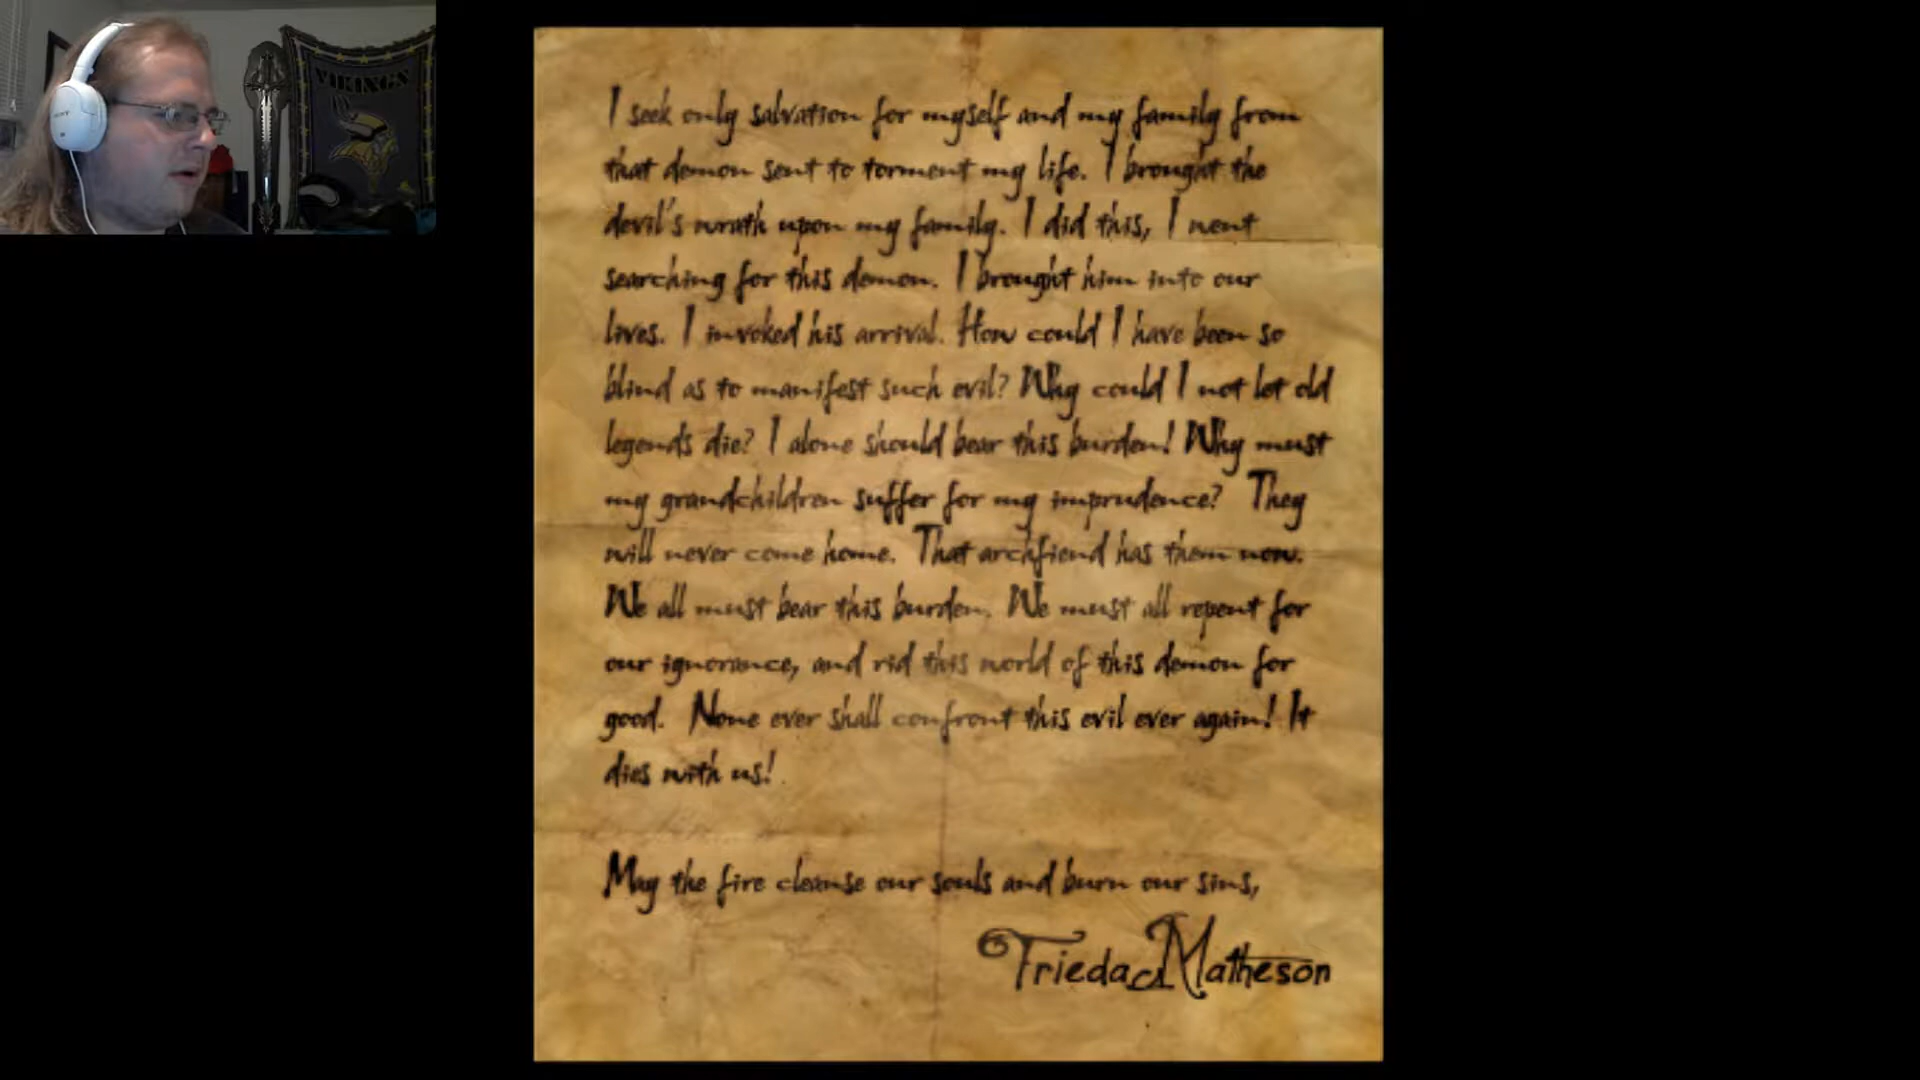 VIKINGS
I seek only salvation for myself and my family from
that demon sent to torment my life. I brought the
devil's wrath upon my family. I did this, I went
searching for this demon. I brought him into our
lives. I invoked his arrival. How could I have been so
blind as to manifest such evil? Why could I not let old
legends die? I alone should bear this burden! Why must
my grandchildren suffer for my imprudence? They
will never come home. That archfiend has them now.
We all must bear this burden. We must all repent for
our ignorance, and rid this world of this demon for
good. None ever shall confront this evil ever again! It
dies with us!
May the fire cleanse our souls and burn our sins,
Frieda Matheson